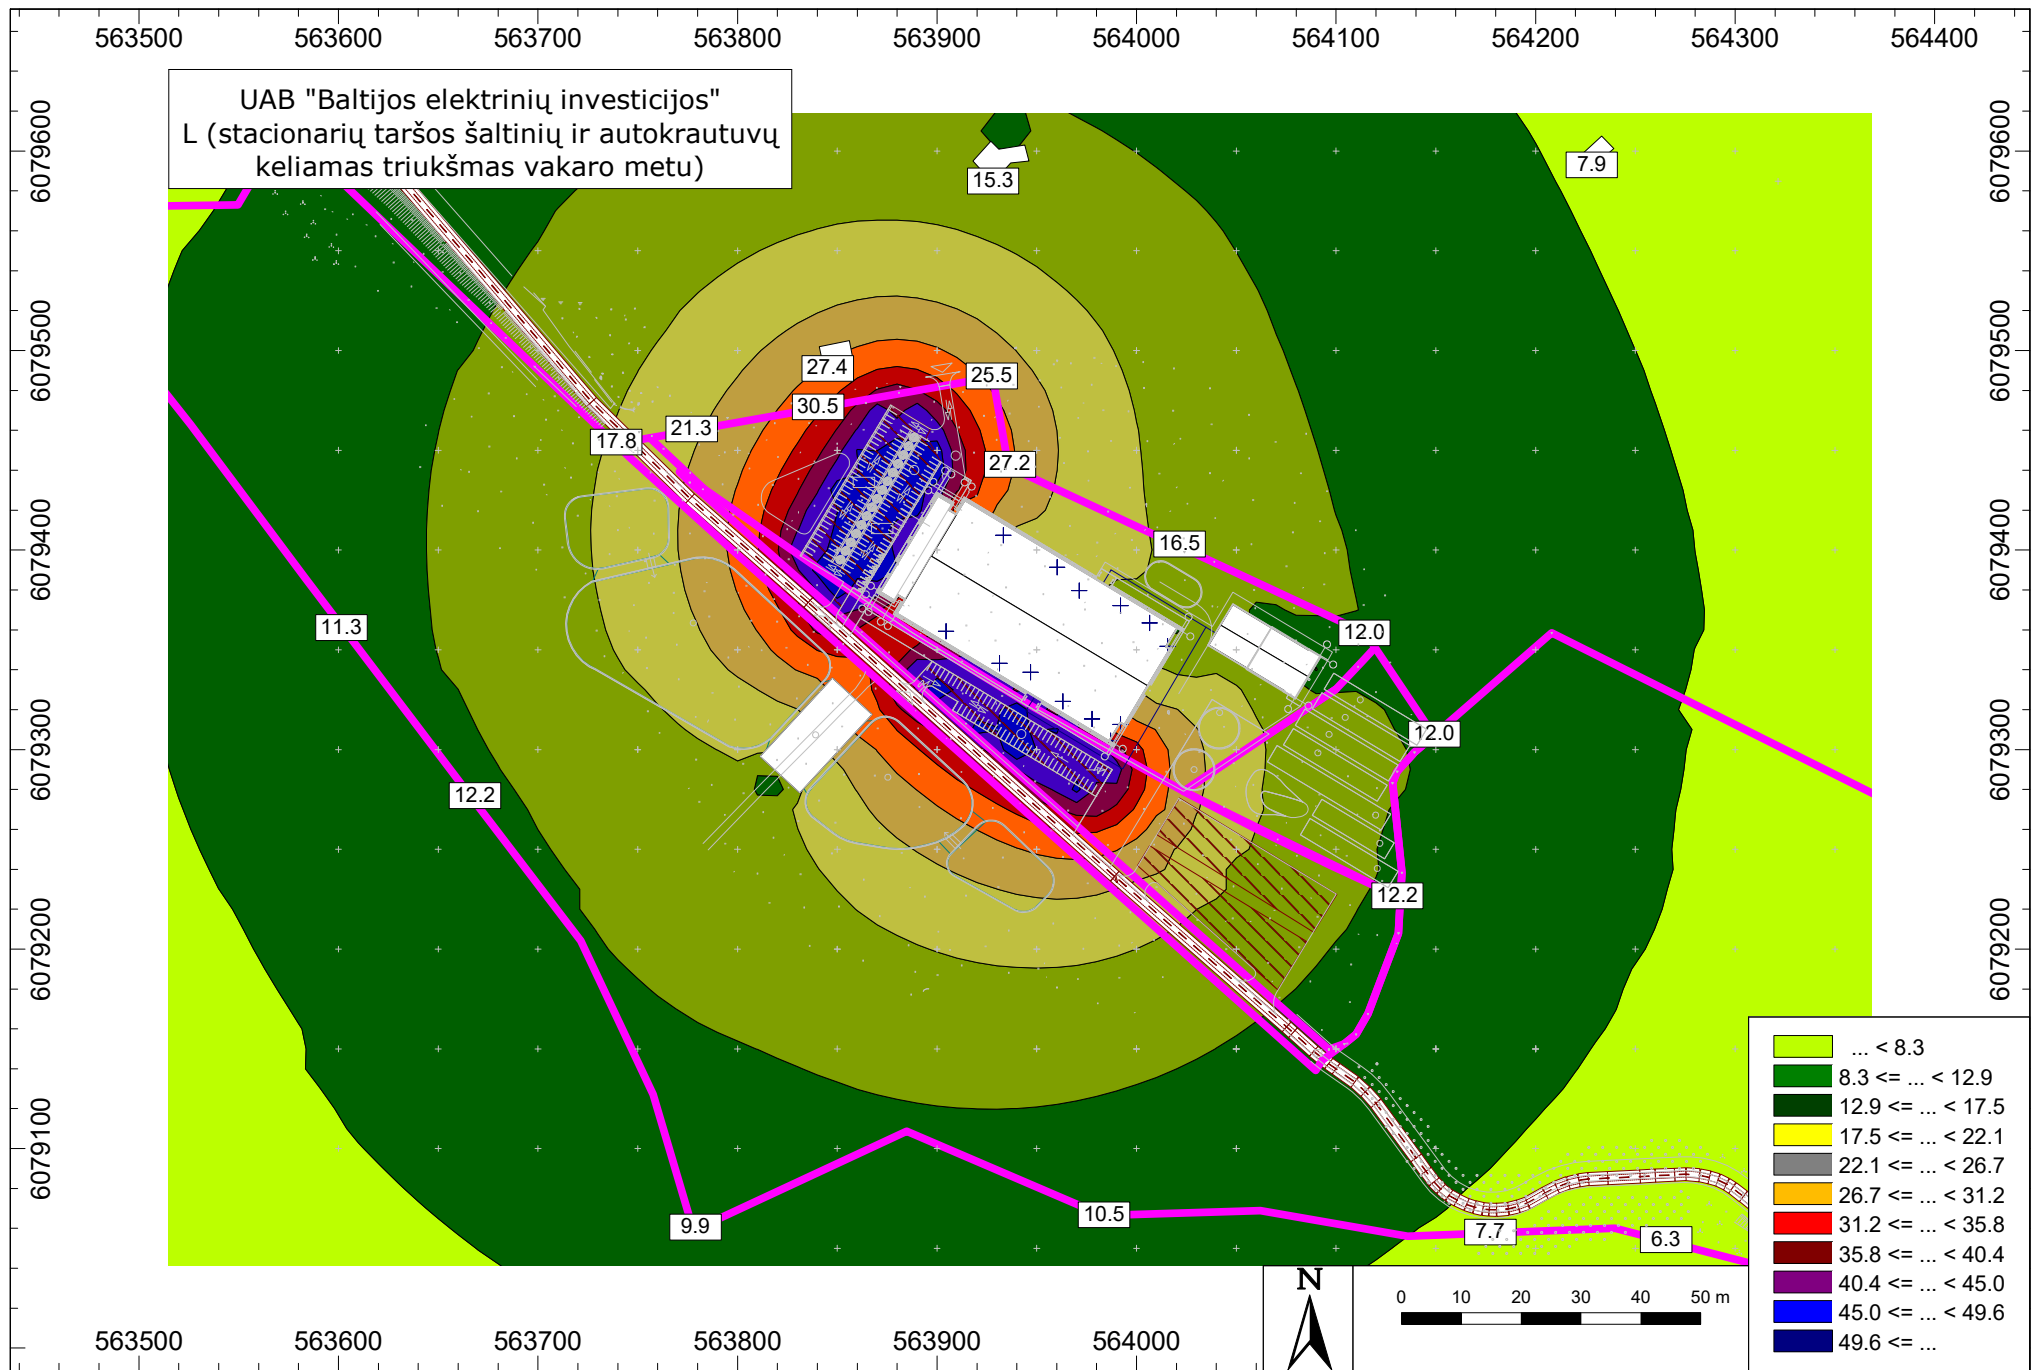 563500 563600 563700 563800 563900 564000 564100 564200 564300 564400
UAB "Baltijos elektrinių investicijos"
L (stacionarių taršos šaltinių ir autokrautuvų
keliamas triukšmas vakaro metu)
6079600
6079500
6079400
6079300
6079200
6079100
6079600
6079500
6079400
6079300
6079200
15.3
7.9
27.4
25.5
30.5
21.3
17.8
27.2
16.5
11.3
12.0
12.0
12.2
12.2
9.9
10.5
7.7
6.3
... < 8.3
8.3 <= ... < 12.9
12.9 <= ... < 17.5
17.5 <= ... < 22.1
22.1 <= ... < 26.7
26.7 <= ... < 31.2
31.2 <= ... < 35.8
35.8 <= ... < 40.4
40.4 <= ... < 45.0
45.0 <= ... < 49.6
49.6 <= ...
N
0 10 20 30 40 50 m
563500 563600 563700 563800 563900 564000